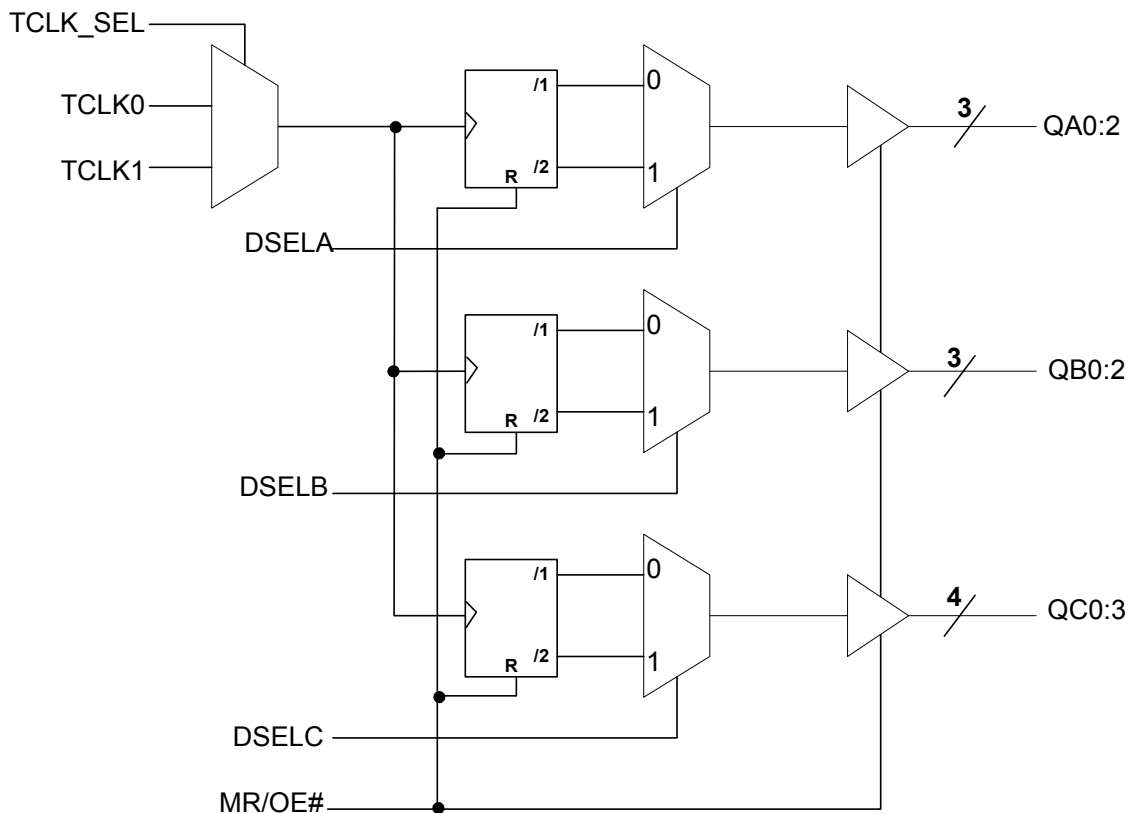 TCLK_SEL
TCLK0
TCLK1
/1
/2
R
0
1
3
QA0:2
DSELA
/1
/2
R
0
1
3
QB0:2
DSELB
/1
/2
R
0
1
4
QC0:3
DSELC
MR/OE#